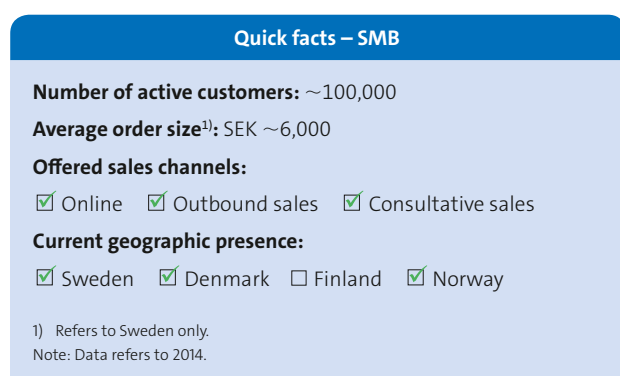 Quick facts – SMB
Number of active customers: ~100,000
Average order size1): SEK ~6,000
Offered sales channels:
☑ Online ☑ Outbound sales ☑ Consultative sales
Current geographic presence:
☑ Sweden ☑ Denmark ☐ Finland ☑ Norway
1) Refers to Sweden only.
Note: Data refers to 2014.